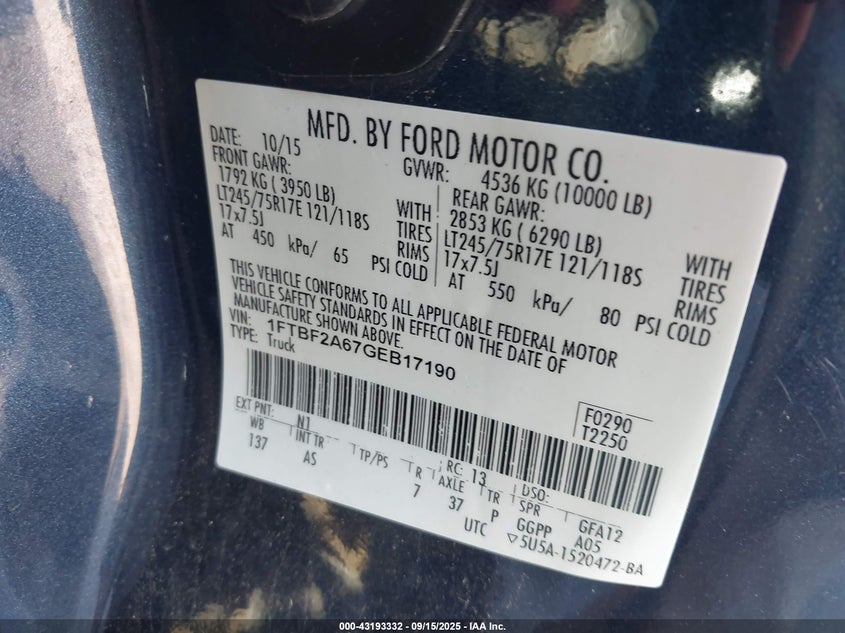 MFD. BY FORD MOTOR CO.
DATE: 10/15 GVWR: 4536 KG (10000 LB)
FRONT GAWR: REAR GAWR:
1792 KG ( 3950 LB) WITH 2853 KG ( 6290 LB) WITH
LT245/75R17E 121/118S TIRES LT245/75R17E 121/118S TIRES
17x7.5J RIMS 17x7.5J RIMS
AT 450 kPa/ 65 PSI COLD AT 550 kPa/ 80 PSI COLD
THIS VEHICLE CONFORMS TO ALL APPLICABLE FEDERAL MOTOR
VEHICLE SAFETY STANDARDS IN EFFECT ON THE DATE OF
MANUFACTURE SHOWN ABOVE.
VIN: 1FTBF2A67GEB17190
TYPE: Truck
F0290
T2250
EXT PNT: N1 RC: 13 DSO:
WB INT TR TP/PS R AXLE TR SPR GFA12
137 AS 7 37 P GGPP A05
UTC ▽5U5A-1520472-BA
000-43193332 - 09/15/2025 - IAA Inc.